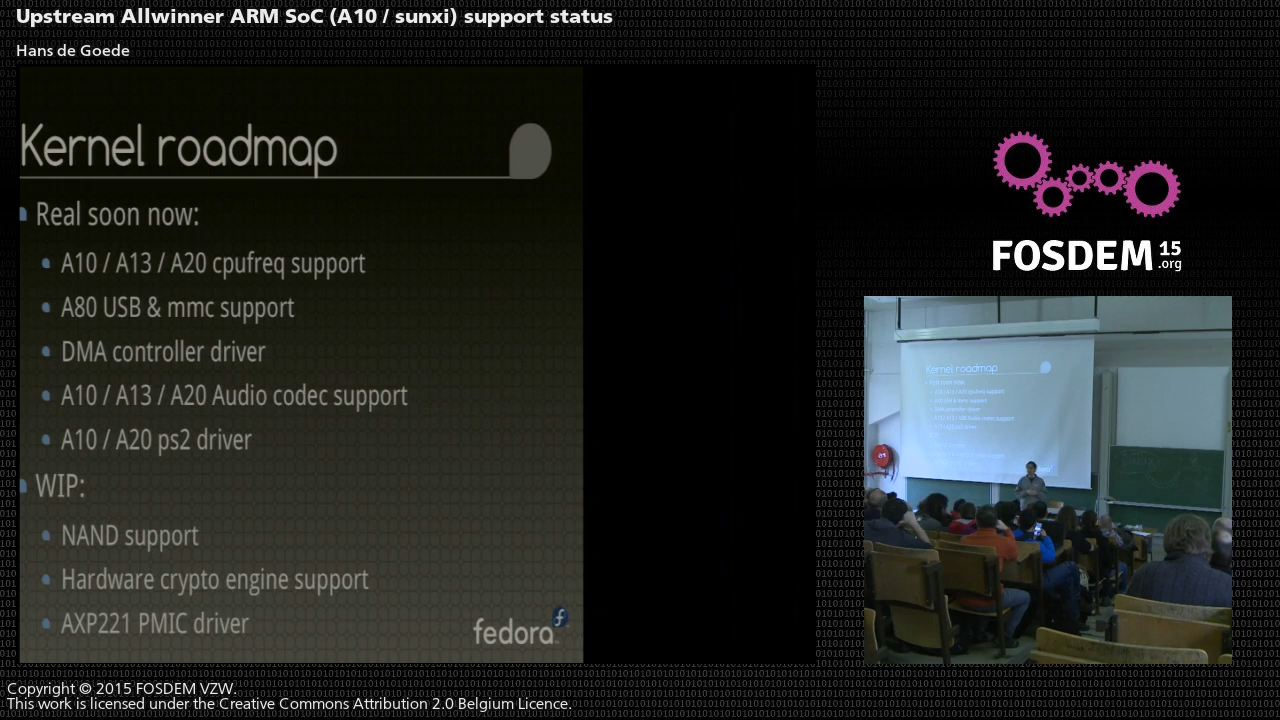 Upstream Allwinner ARM SoC (A10 / sunxi) support status
Hans de Goede
Kernel roadmap
Real soon now:
A10 / A13 / A20 cpufreq support
A80 USB & mmc support
DMA controller driver
A10 / A13 / A20 Audio codec support
A10 / A20 ps2 driver
WIP:
NAND support
Hardware crypto engine support
AXP221 PMIC driver
fedora
FOSDEM 15
.org
Kernel roadmap
Copyright © 2015 FOSDEM VZW.
This work is licensed under the Creative Commons Attribution 2.0 Belgium Licence.